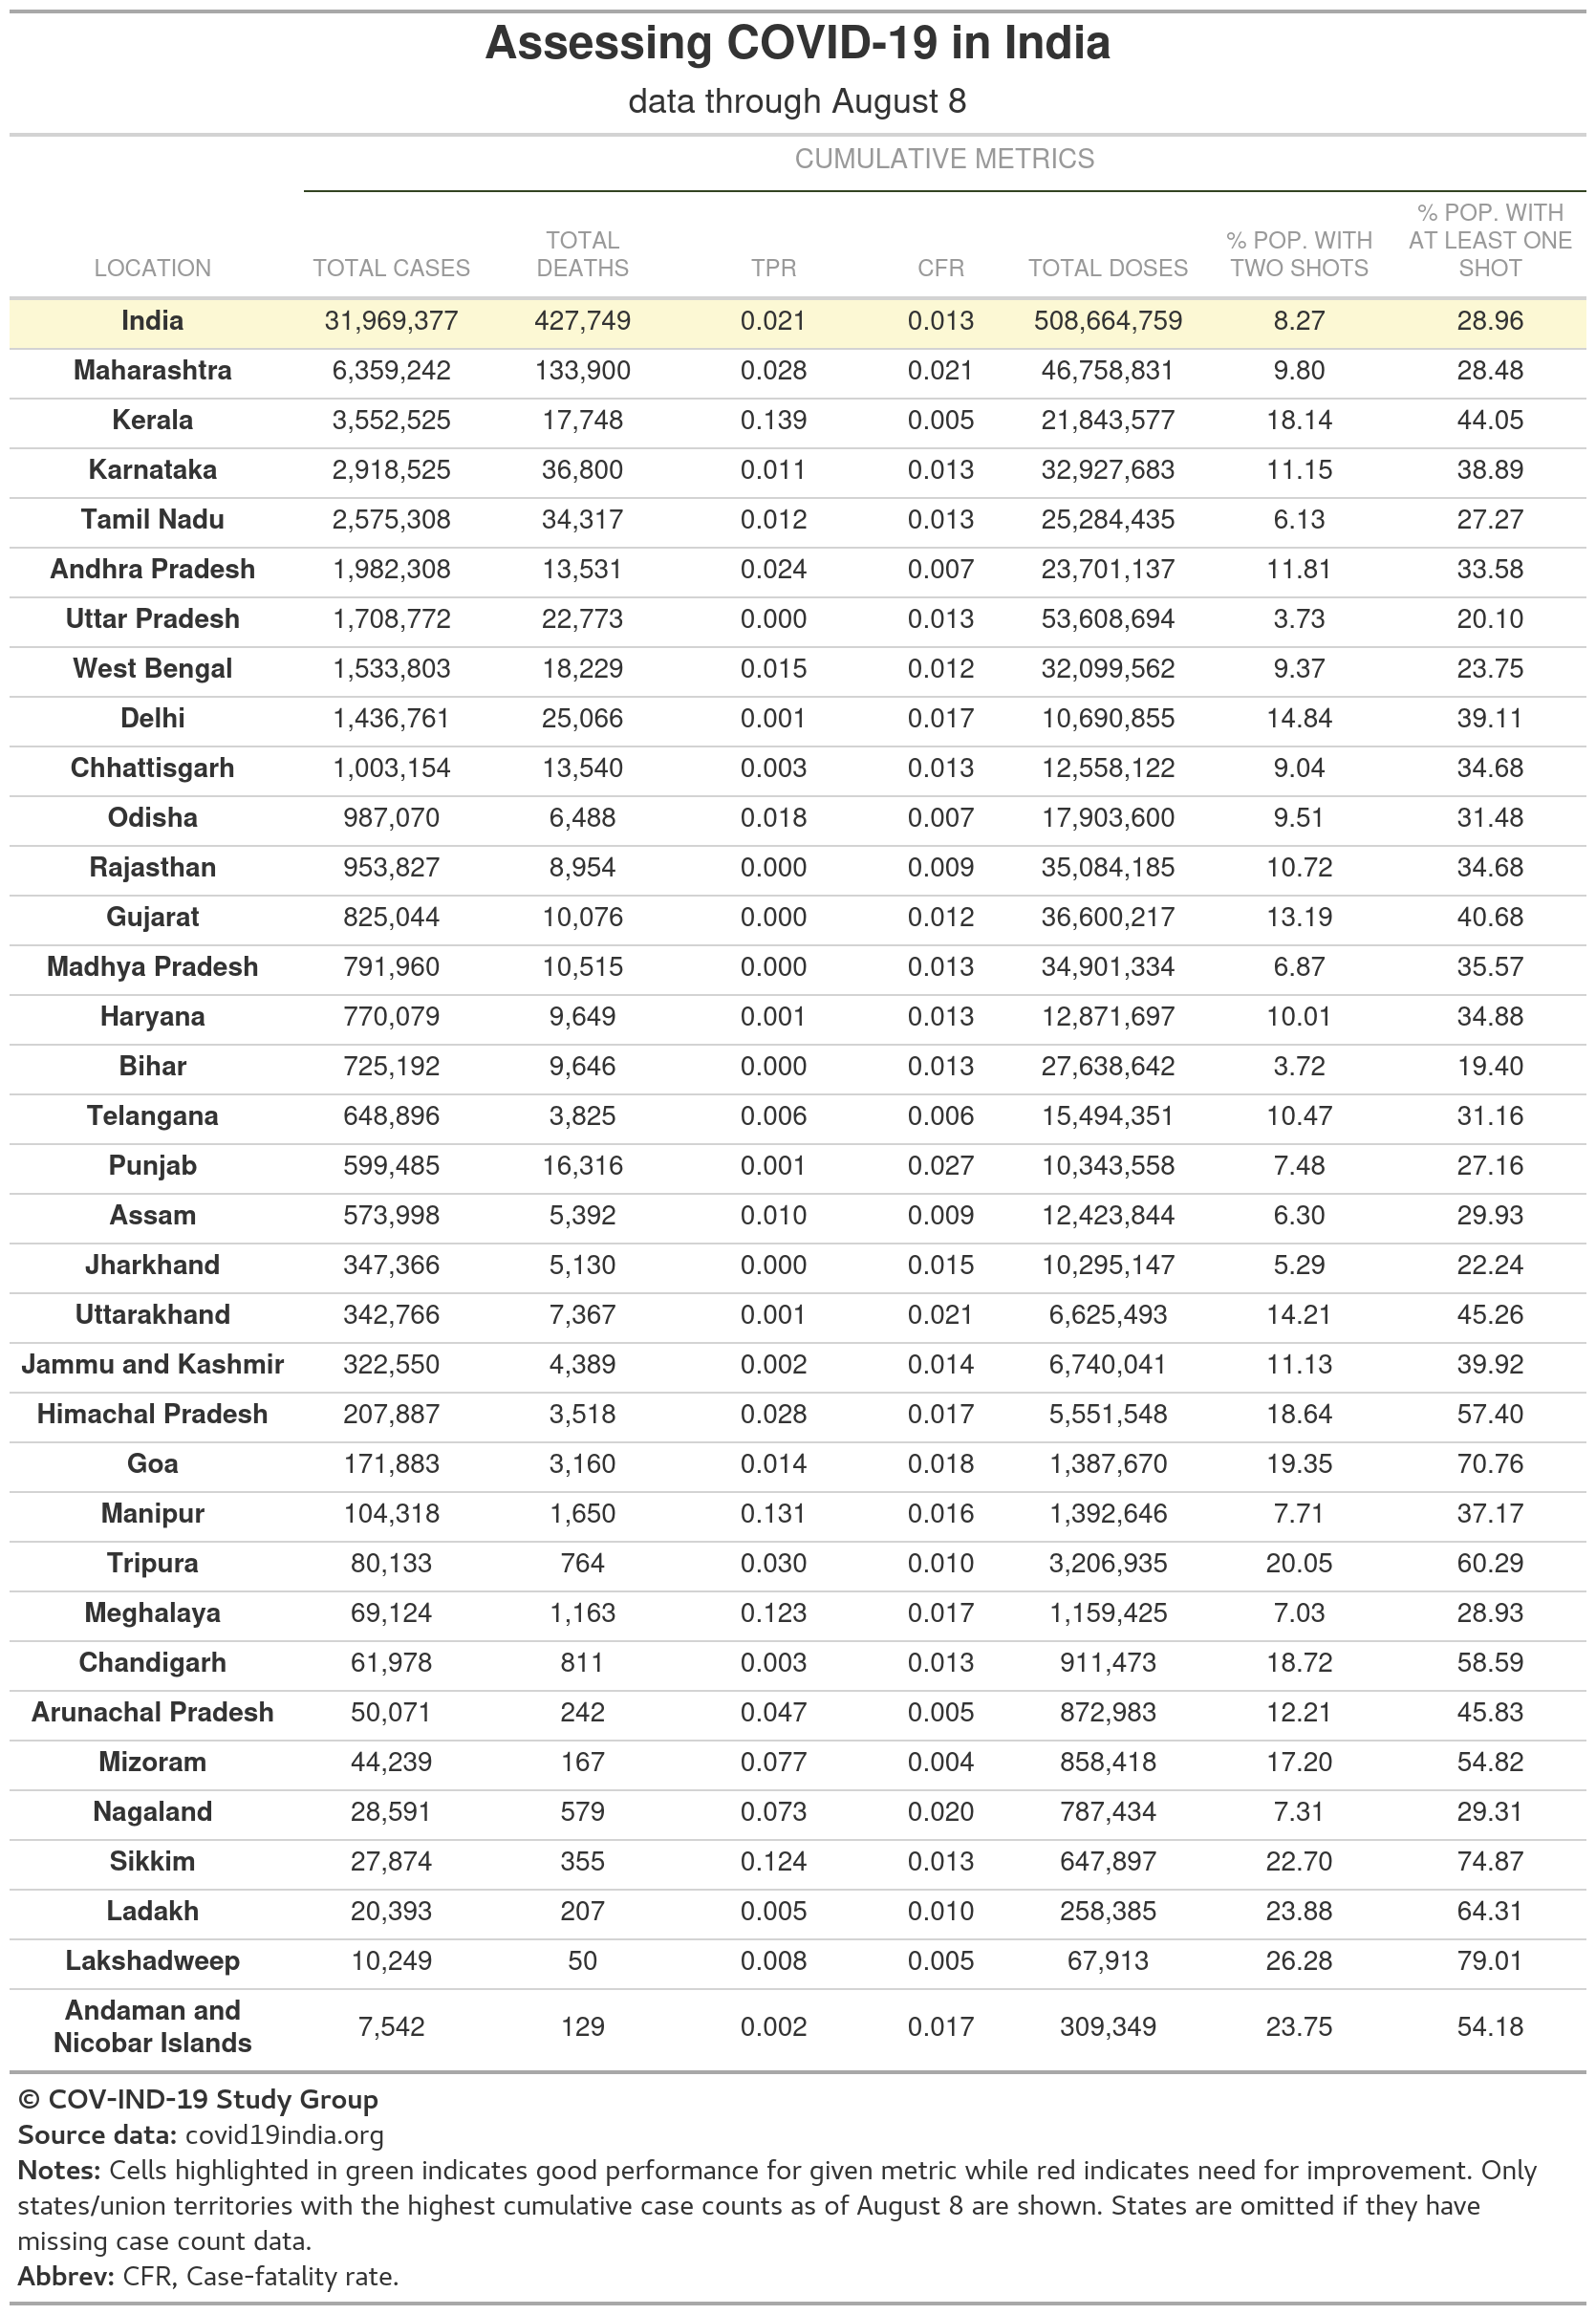 Assessing COVID-19 in India
data through August 8
CUMULATIVE METRICS
LOCATION TOTAL CASES TOTAL DEATHS TPR CFR TOTAL DOSES % POP. WITH TWO SHOTS % POP. WITH AT LEAST ONE SHOT
India 31,969,377 427,749 0.021 0.013 508,664,759 8.27 28.96
Maharashtra 6,359,242 133,900 0.028 0.021 46,758,831 9.80 28.48
Kerala 3,552,525 17,748 0.139 0.005 21,843,577 18.14 44.05
Karnataka 2,918,525 36,800 0.011 0.013 32,927,683 11.15 38.89
Tamil Nadu 2,575,308 34,317 0.012 0.013 25,284,435 6.13 27.27
Andhra Pradesh 1,982,308 13,531 0.024 0.007 23,701,137 11.81 33.58
Uttar Pradesh 1,708,772 22,773 0.000 0.013 53,608,694 3.73 20.10
West Bengal 1,533,803 18,229 0.015 0.012 32,099,562 9.37 23.75
Delhi 1,436,761 25,066 0.001 0.017 10,690,855 14.84 39.11
Chhattisgarh 1,003,154 13,540 0.003 0.013 12,558,122 9.04 34.68
Odisha 987,070 6,488 0.018 0.007 17,903,600 9.51 31.48
Rajasthan 953,827 8,954 0.000 0.009 35,084,185 10.72 34.68
Gujarat 825,044 10,076 0.000 0.012 36,600,217 13.19 40.68
Madhya Pradesh 791,960 10,515 0.000 0.013 34,901,334 6.87 35.57
Haryana 770,079 9,649 0.001 0.013 12,871,697 10.01 34.88
Bihar 725,192 9,646 0.000 0.013 27,638,642 3.72 19.40
Telangana 648,896 3,825 0.006 0.006 15,494,351 10.47 31.16
Punjab 599,485 16,316 0.001 0.027 10,343,558 7.48 27.16
Assam 573,998 5,392 0.010 0.009 12,423,844 6.30 29.93
Jharkhand 347,366 5,130 0.000 0.015 10,295,147 5.29 22.24
Uttarakhand 342,766 7,367 0.001 0.021 6,625,493 14.21 45.26
Jammu and Kashmir 322,550 4,389 0.002 0.014 6,740,041 11.13 39.92
Himachal Pradesh 207,887 3,518 0.028 0.017 5,551,548 18.64 57.40
Goa 171,883 3,160 0.014 0.018 1,387,670 19.35 70.76
Manipur 104,318 1,650 0.131 0.016 1,392,646 7.71 37.17
Tripura 80,133 764 0.030 0.010 3,206,935 20.05 60.29
Meghalaya 69,124 1,163 0.123 0.017 1,159,425 7.03 28.93
Chandigarh 61,978 811 0.003 0.013 911,473 18.72 58.59
Arunachal Pradesh 50,071 242 0.047 0.005 872,983 12.21 45.83
Mizoram 44,239 167 0.077 0.004 858,418 17.20 54.82
Nagaland 28,591 579 0.073 0.020 787,434 7.31 29.31
Sikkim 27,874 355 0.124 0.013 647,897 22.70 74.87
Ladakh 20,393 207 0.005 0.010 258,385 23.88 64.31
Lakshadweep 10,249 50 0.008 0.005 67,913 26.28 79.01
Andaman and Nicobar Islands 7,542 129 0.002 0.017 309,349 23.75 54.18
© COV-IND-19 Study Group
Source data: covid19india.org
Notes: Cells highlighted in green indicates good performance for given metric while red indicates need for improvement. Only
states/union territories with the highest cumulative case counts as of August 8 are shown. States are omitted if they have
missing case count data.
Abbrev: CFR, Case-fatality rate.